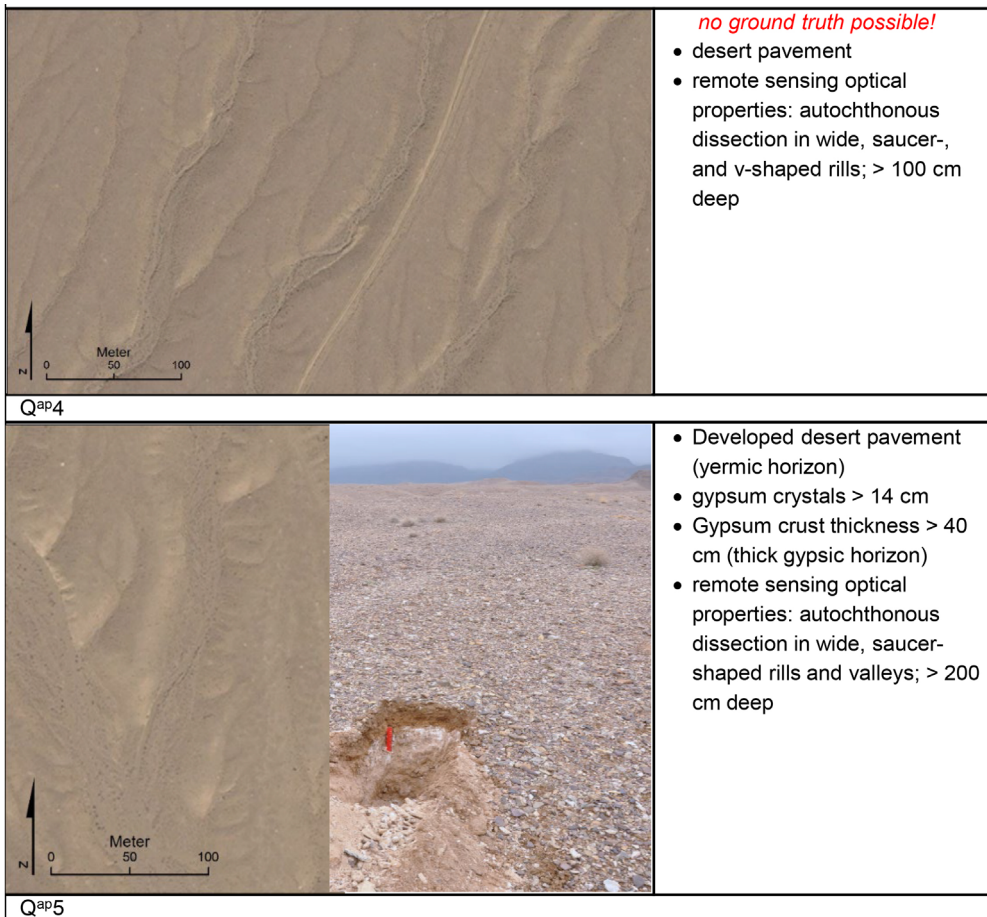 no ground truth possible!
• desert pavement
• remote sensing optical
properties: autochthonous
dissection in wide, saucer-,
and v-shaped rills; > 100 cm
deep
Meter
0 50 100
N
Qap4
• Developed desert pavement
(yermic horizon)
• gypsum crystals > 14 cm
• Gypsum crust thickness > 40
cm (thick gypsic horizon)
• remote sensing optical
properties: autochthonous
dissection in wide, saucer-
shaped rills and valleys; > 200
cm deep
Meter
0 50 100
N
Qap5